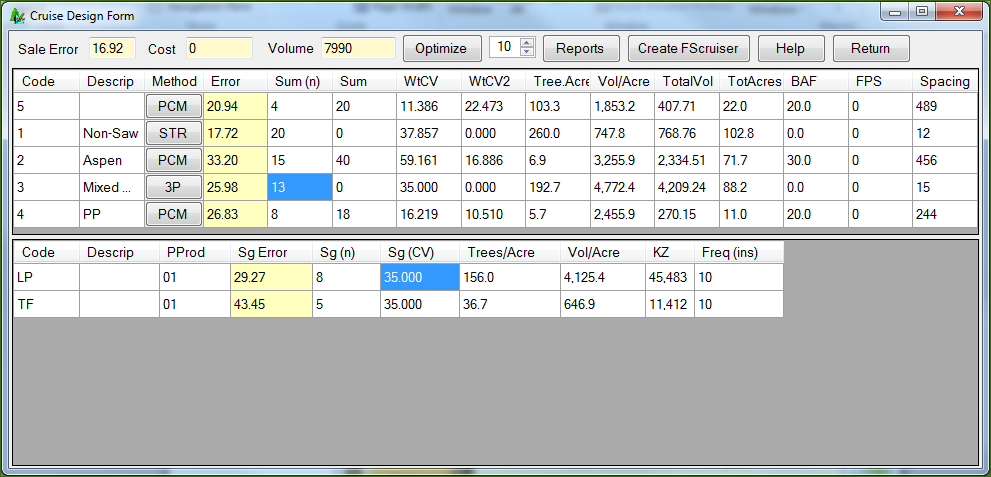 Cruise Design Form
Sale Error 16.92 Cost 0 Volume 7990 Optimize 10 Reports Create FScruiser Help Return
Code Descrip Method Error Sum (n) Sum WtCV WtCV2 Tree.Acre Vol/Acre TotalVol TotAcres BAF FPS Spacing
5 PCM 20.94 4 20 11.386 22.473 103.3 1,853.2 407.71 22.0 20.0 0 489
1 Non-Saw STR 17.72 20 0 37.857 0.000 260.0 747.8 768.76 102.8 0.0 0 12
2 Aspen PCM 33.20 15 40 59.161 16.886 6.9 3,255.9 2,334.51 71.7 30.0 0 456
3 Mixed ... 3P 25.98 13 0 35.000 0.000 192.7 4,772.4 4,209.24 88.2 0.0 0 15
4 PP PCM 26.83 8 18 16.219 10.510 5.7 2,455.9 270.15 11.0 20.0 0 244
Code Descrip PProd Sg Error Sg (n) Sg (CV) Trees/Acre Vol/Acre KZ Freq (ins)
LP 01 29.27 8 35.000 156.0 4,125.4 45,483 10
TF 01 43.45 5 35.000 36.7 646.9 11,412 10